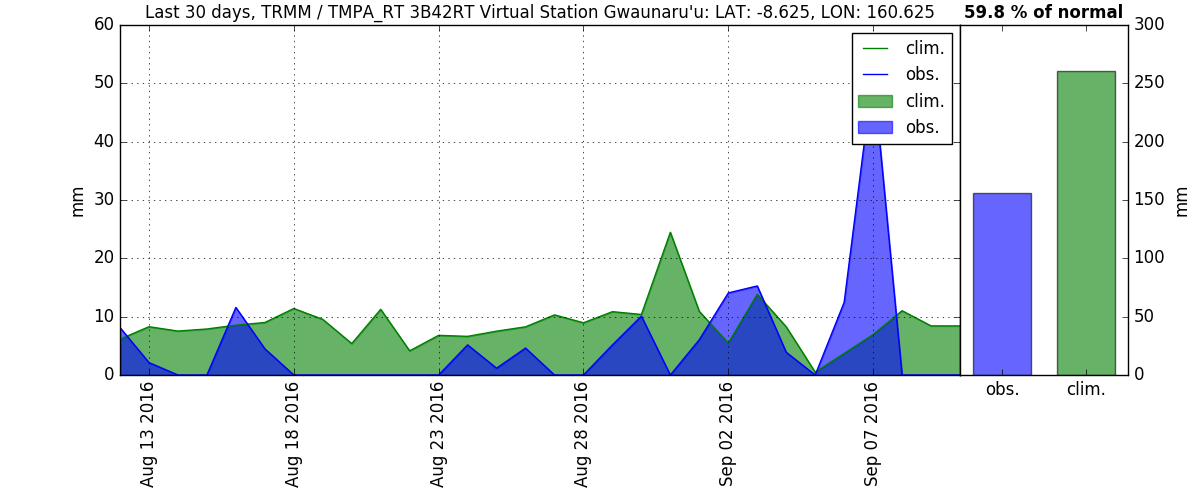 Last 30 days, TRMM / TMPA_RT 3B42RT Virtual Station Gwaunaru'u: LAT: -8.625, LON: 160.625
59.8 % of normal
60
50
40
30
20
10
0
mm
clim.
obs.
clim.
obs.
Aug 13 2016
Aug 18 2016
Aug 23 2016
Aug 28 2016
Sep 02 2016
Sep 07 2016
300
250
200
150
100
50
0
mm
obs.
clim.